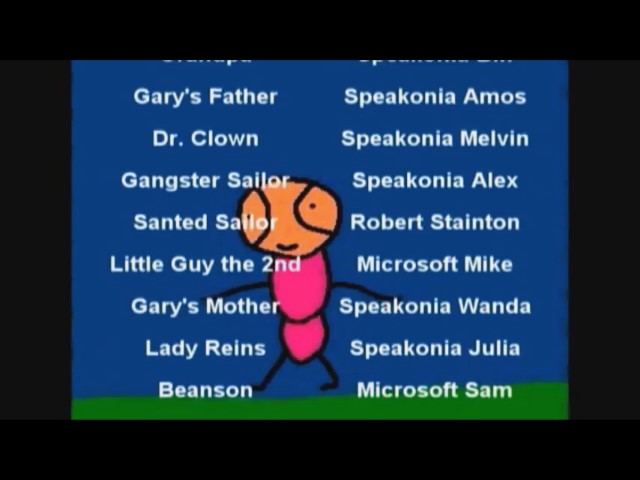 Gary's Father Speakonia Amos
Dr. Clown Speakonia Melvin
Gangster Sailor Speakonia Alex
Santed Sailor Robert Stainton
Little Guy the 2nd Microsoft Mike
Gary's Mother Speakonia Wanda
Lady Reins Speakonia Julia
Beanson Microsoft Sam